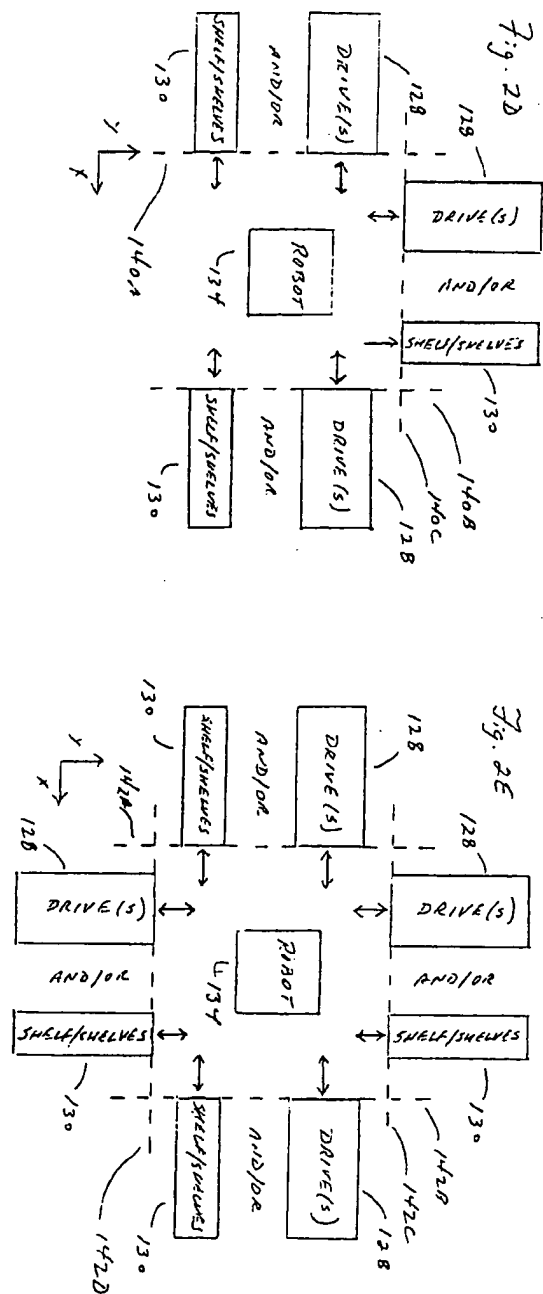 Fig. 2D
128
DRIVE(S)
AND/OR
SHELF/SHELVES
130
140B
140C
128
DRIVE(S)
AND/OR
SHELF/SHELVES
130
ROBOT
134
DRIVE(S)
128
AND/OR
SHELF/SHELVES
130
140A
Y
X
Fig. 2E
128
DRIVE(S)
AND/OR
SHELF/SHELVES
130
142B
142C
128
DRIVE(S)
AND/OR
SHELF/SHELVES
130
ROBOT
134
DRIVE(S)
128
AND/OR
SHELF/SHELVES
130
142A
Y
X
128
DRIVE(S)
AND/OR
SHELF/SHELVES
130
142D